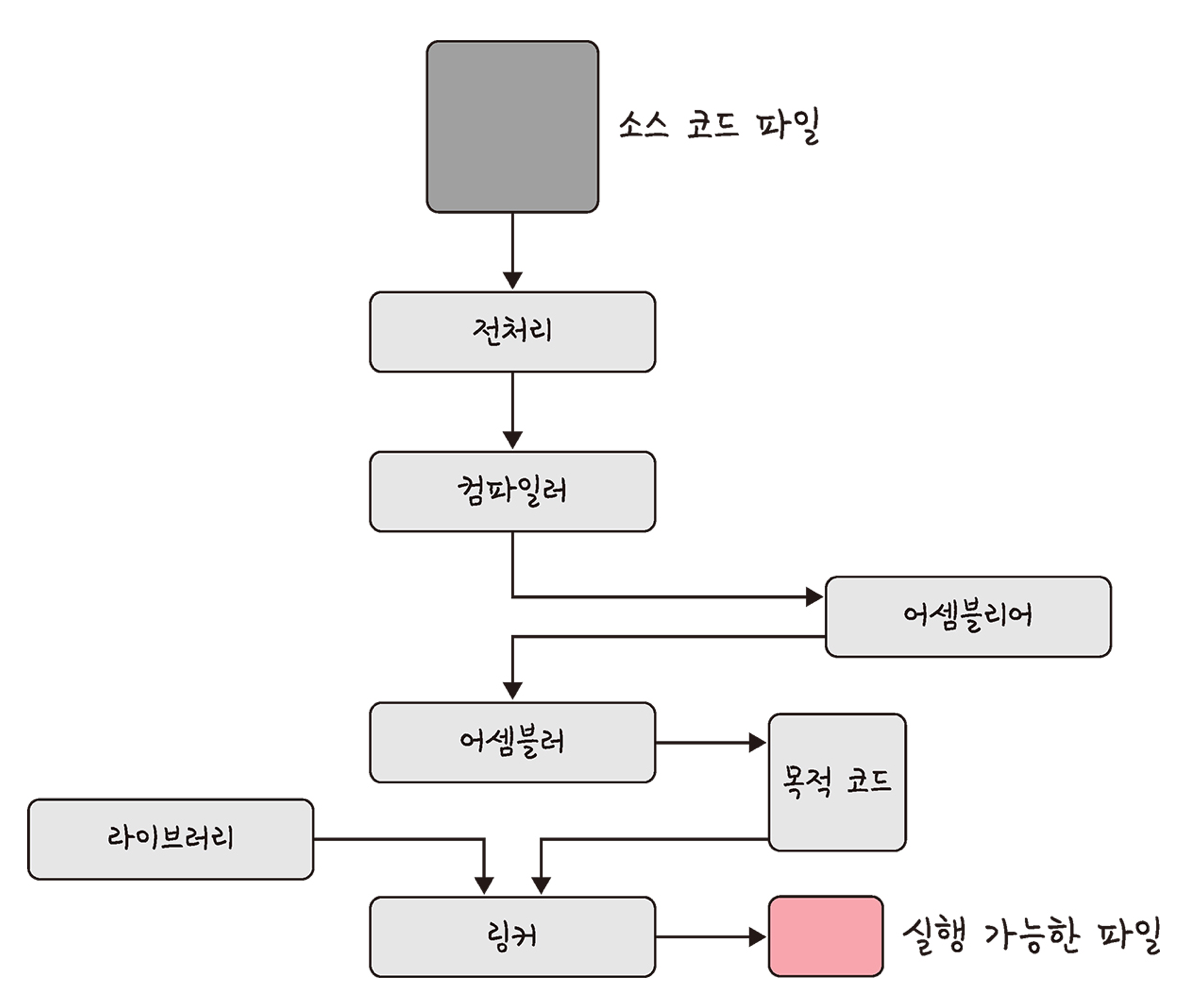 소스 코드 파일
전처리
컴파일러
어셈블리어
어셈블러
목적 코드
라이브러리
링커
실행 가능한 파일